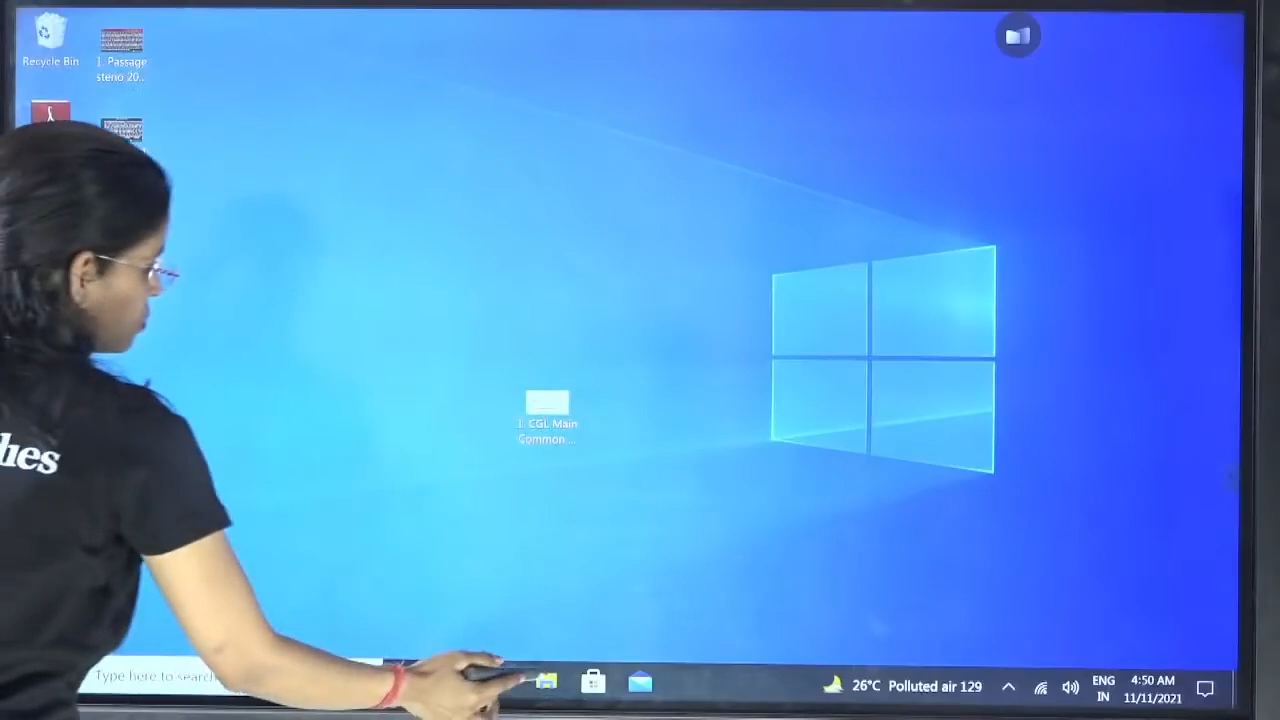 Recycle Bin
1. Passage
steno 20...
1. CGL Main
Common ...
Type here to search
26°C Polluted air 129
ENG
IN
4:50 AM
11/11/2021